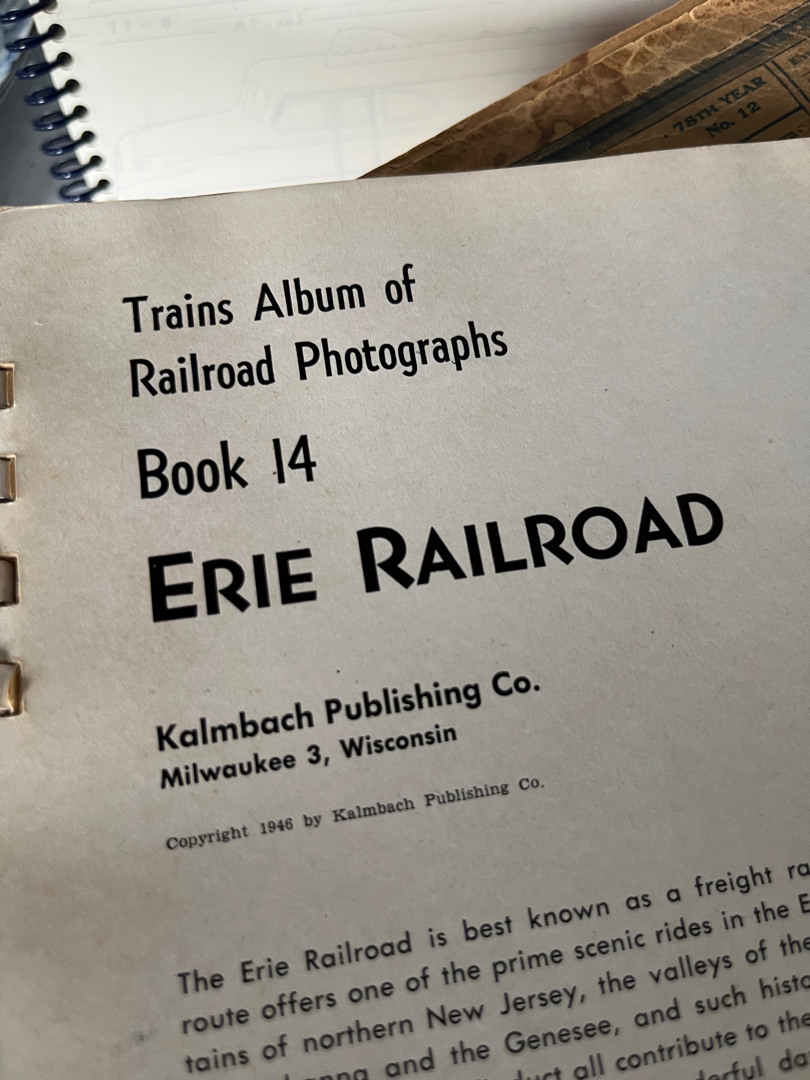 78TH YEAR
No. 12
Trains Album of
Railroad Photographs
Book 14
ERIE RAILROAD
Kalmbach Publishing Co.
Milwaukee 3, Wisconsin
Copyright 1946 by Kalmbach Publishing Co.
The Erie Railroad is best known as a freight
route offers one of the prime scenic rides in the
tains of northern New Jersey, the valleys of the
and the Genesee, and such
all contribute to the